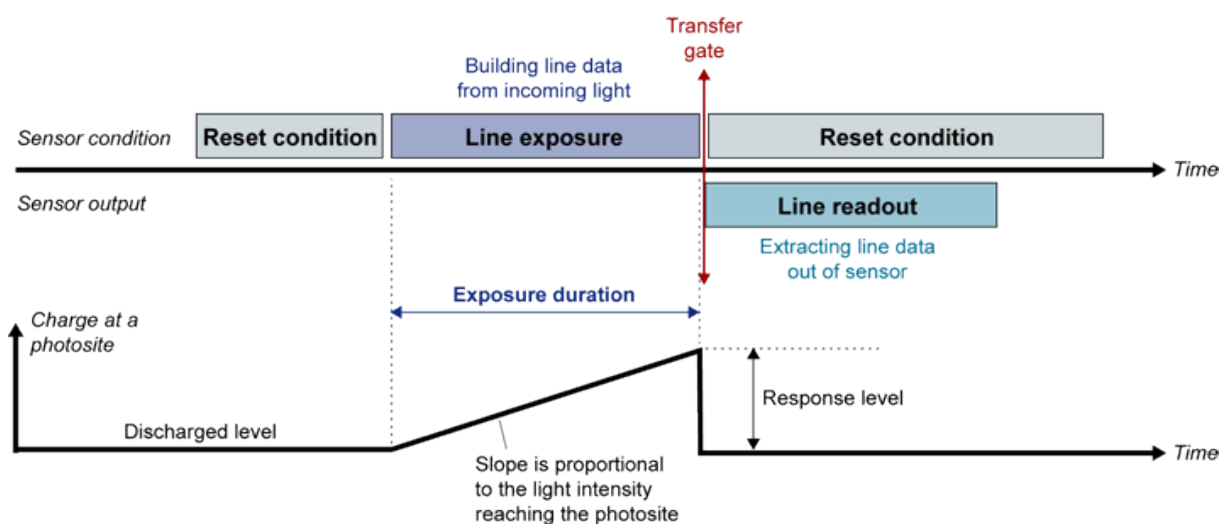 Transfer
gate
Building line data
from incoming light
Sensor condition
Reset condition
Line exposure
Reset condition
Time
Sensor output
Line readout
Extracting line data
out of sensor
Exposure duration
Charge at a
photosite
Response level
Discharged level
Time
Slope is proportional
to the light intensity
reaching the photosite